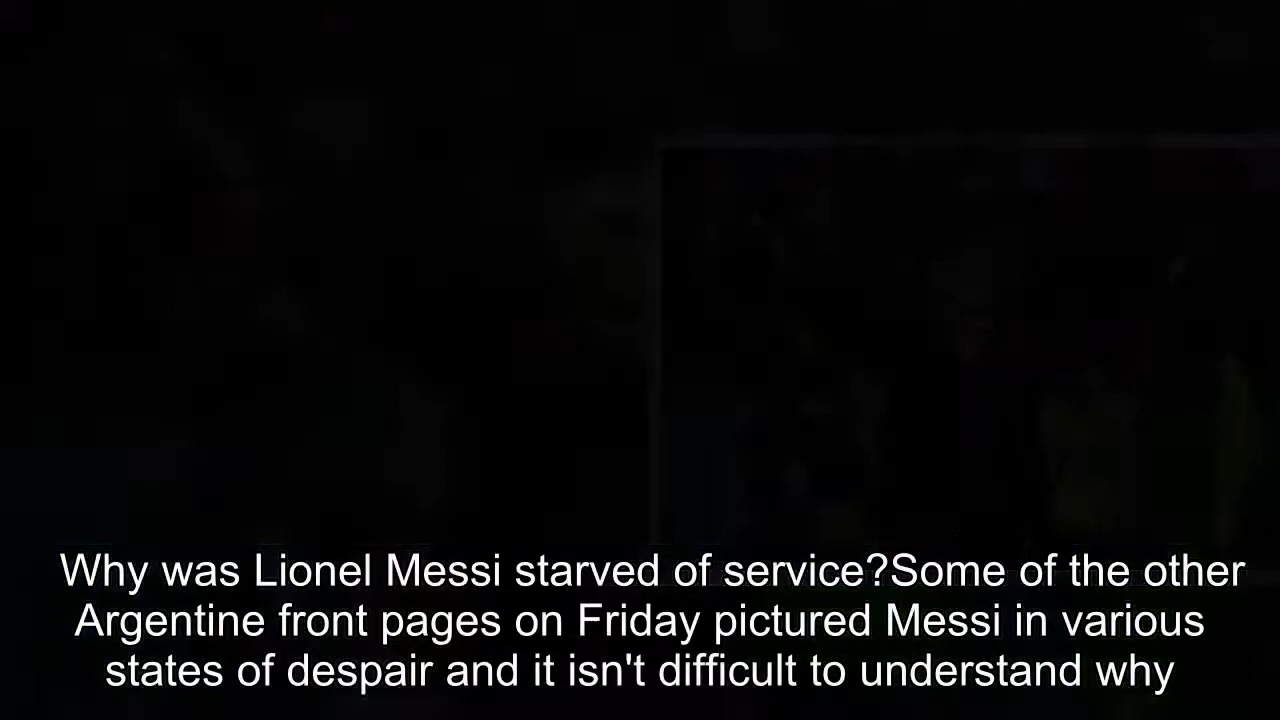 Why was Lionel Messi starved of service?Some of the other
Argentine front pages on Friday pictured Messi in various
states of despair and it isn't difficult to understand why